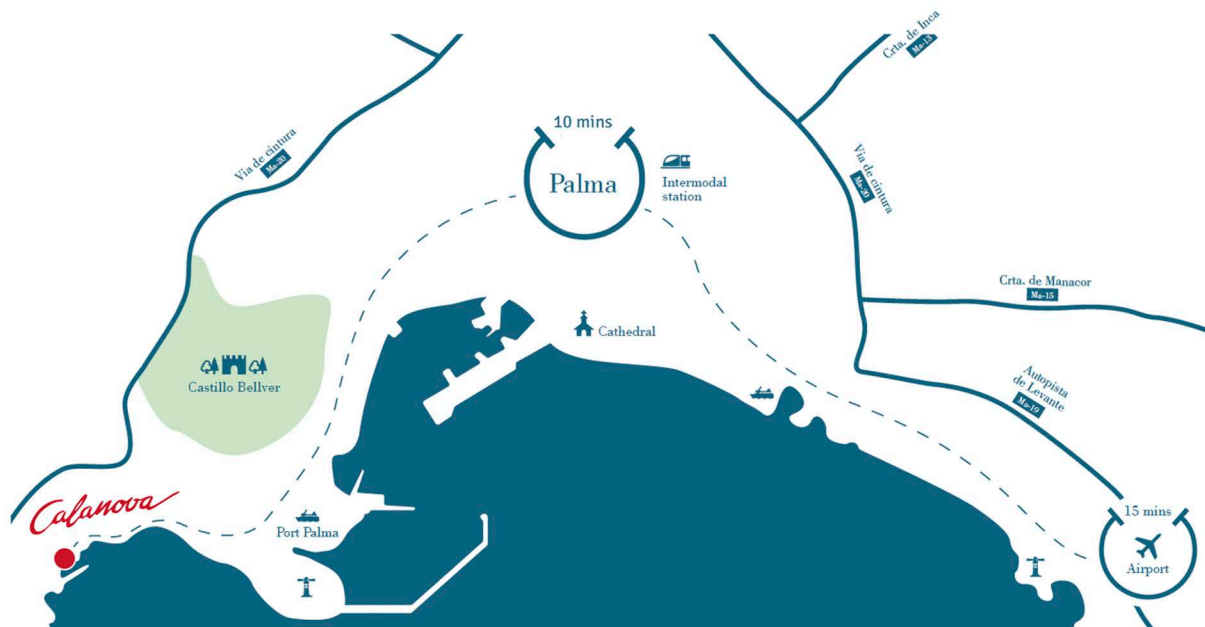 Crta. de Inca
Ma-13
10 mins
Palma
Intermodal
station
Via de cintura
Ma-20
Via de cintura
Ma-20
Crta. de Manacor
Ma-15
Cathedral
Castillo Bellver
Autopista
de Levante
Ma-19
Calanova
Port Palma
15 mins
Airport